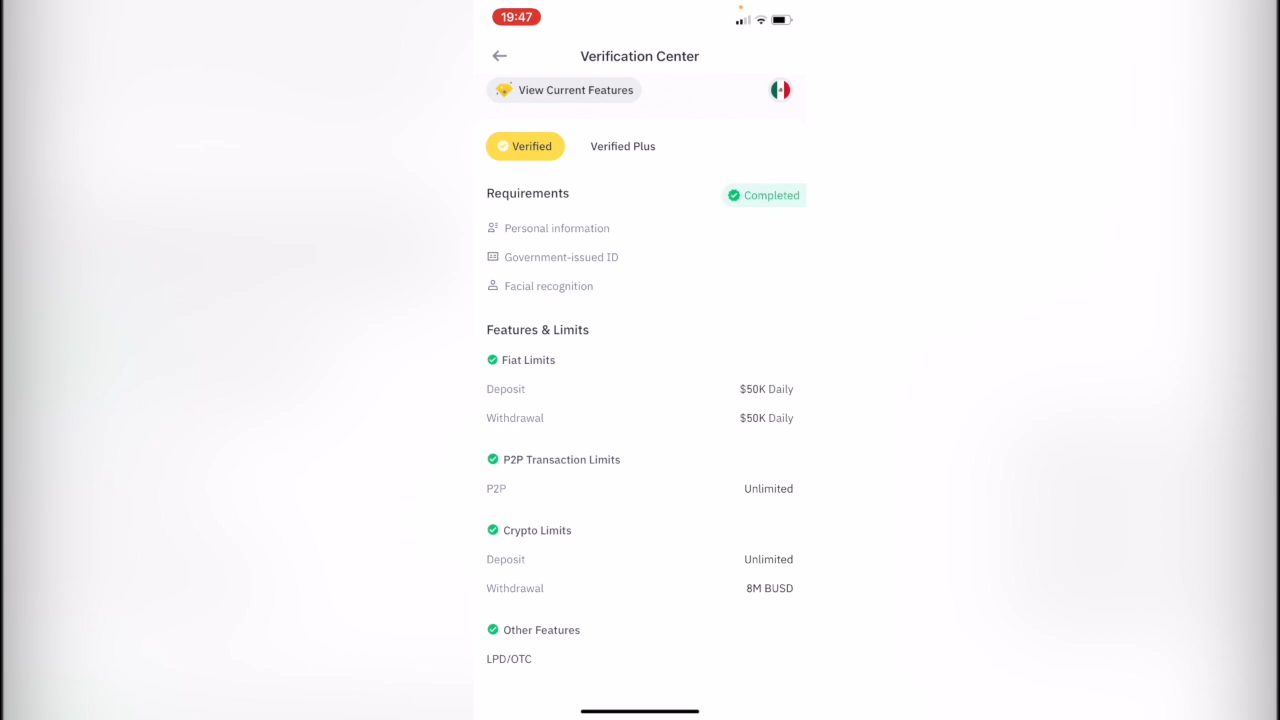 19:47
Verification Center
View Current Features
Verified
Verified Plus
Requirements
Completed
Personal information
Government-issued ID
Facial recognition
Features & Limits
Fiat Limits
Deposit $50K Daily
Withdrawal $50K Daily
P2P Transaction Limits
P2P Unlimited
Crypto Limits
Deposit Unlimited
Withdrawal 8M BUSD
Other Features
LPD/OTC